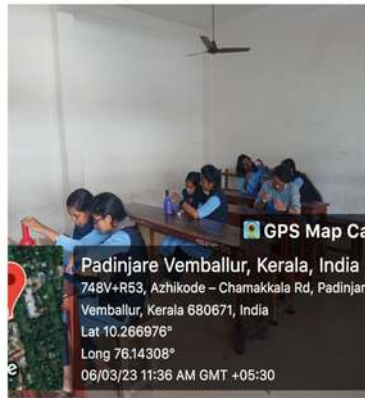 GPS Map Ca
Padinjare Vemballur, Kerala, India
748V+R53, Azhikode – Chamakkala Rd, Padinjar
Vemballur, Kerala 680671, India
Lat 10.266976°
Long 76.14308°
06/03/23 11:36 AM GMT +05:30